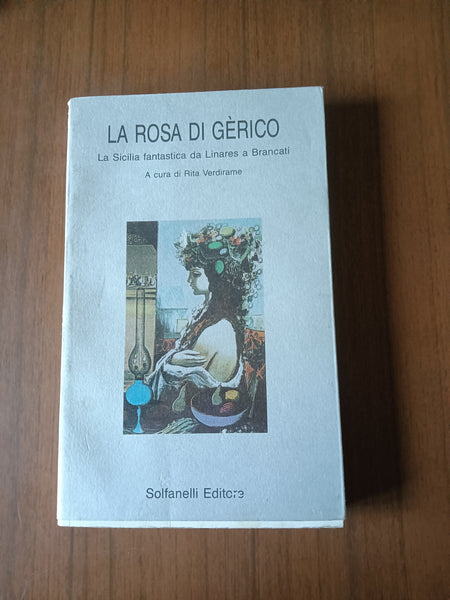 LA ROSA DI GÈRICO
La Sicilia fantastica da Linares a Brancati
A cura di Rita Verdirame
Solfanelli Editore